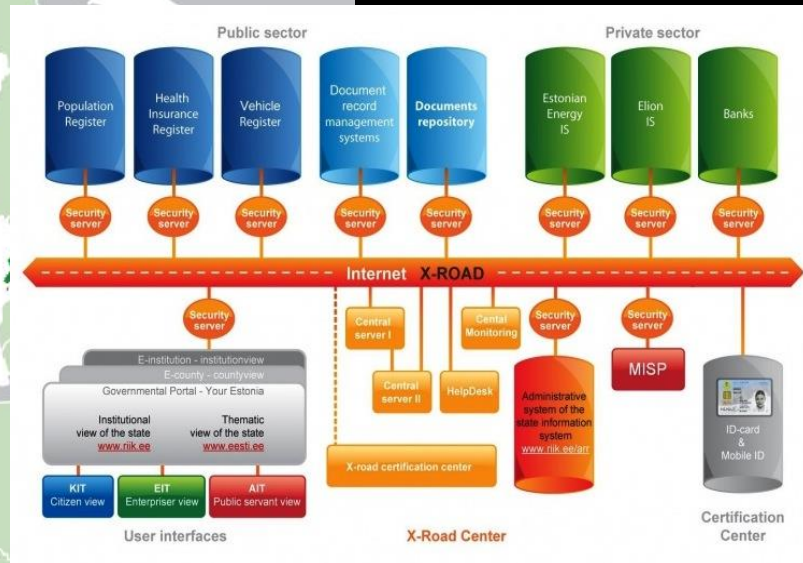 Public sector
Private sector
Population
Register
Health
Insurance
Register
Vehicle
Register
Document
record
management
systems
Documents
repository
Estonian
Energy
IS
Elion
IS
Banks
Security
server
Security
server
Security
server
Security
server
Security
server
Security
server
Security
server
Security
server
Internet X-ROAD
Security
server
E-institution - institutionview
E-county - countyview
Governmental Portal - Your Estonia
Institutional
view of the state
www.riik.ee
Thematic
view of the state
www.eesti.ee
KIT
Citizen view
EIT
Enterpriser view
AIT
Public servant view
User interfaces
Central
server I
Central
server II
Cental
Monitoring
HelpDesk
X-road certification center
X-Road Center
Security
server
Administrative
system of the
state information
system
www.riik.ee/arr
Security
server
MISP
ID-card
&
Mobile ID
Certification
Center